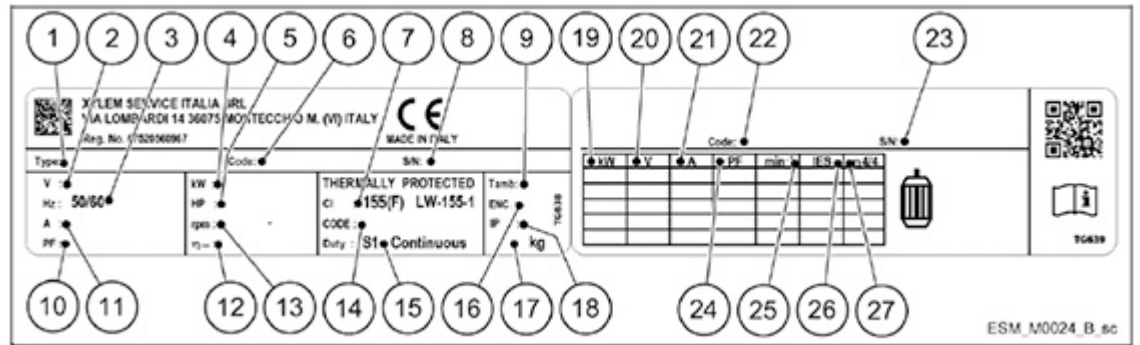 1 2 3 4 5 6 7 8 9 19 20 21 22 23
XYLEM SERVICE ITALIA SRL
VIA LOMBARDI 14 36075 MONTECCHIO M. (VI) ITALY
Reg. No. 07520560967
CE
MADE IN ITALY
Type: Code: S/N:
V :
Hz : 50/60
A :
PF :
kW :
HP :
rpm : -
η
THERMALLY PROTECTED
Cl 155(F) LW-155-1
CODE :
Duty : S1 Continuous
Tamb:
ENC.
IP :
kg
TG638
Code: S/N:
kW V A PF min IES η4/4
i
TG639
10 11 12 13 14 15 16 17 18 24 25 26 27
ESM_M0024_B_sc